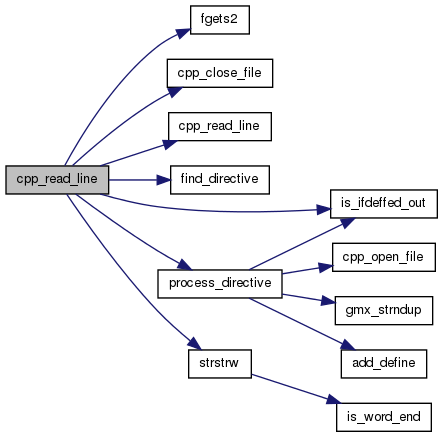 fgets2
cpp_close_file
cpp_read_line
cpp_read_line
find_directive
is_ifdeffed_out
cpp_open_file
process_directive
gmx_strndup
strstrw
add_define
is_word_end